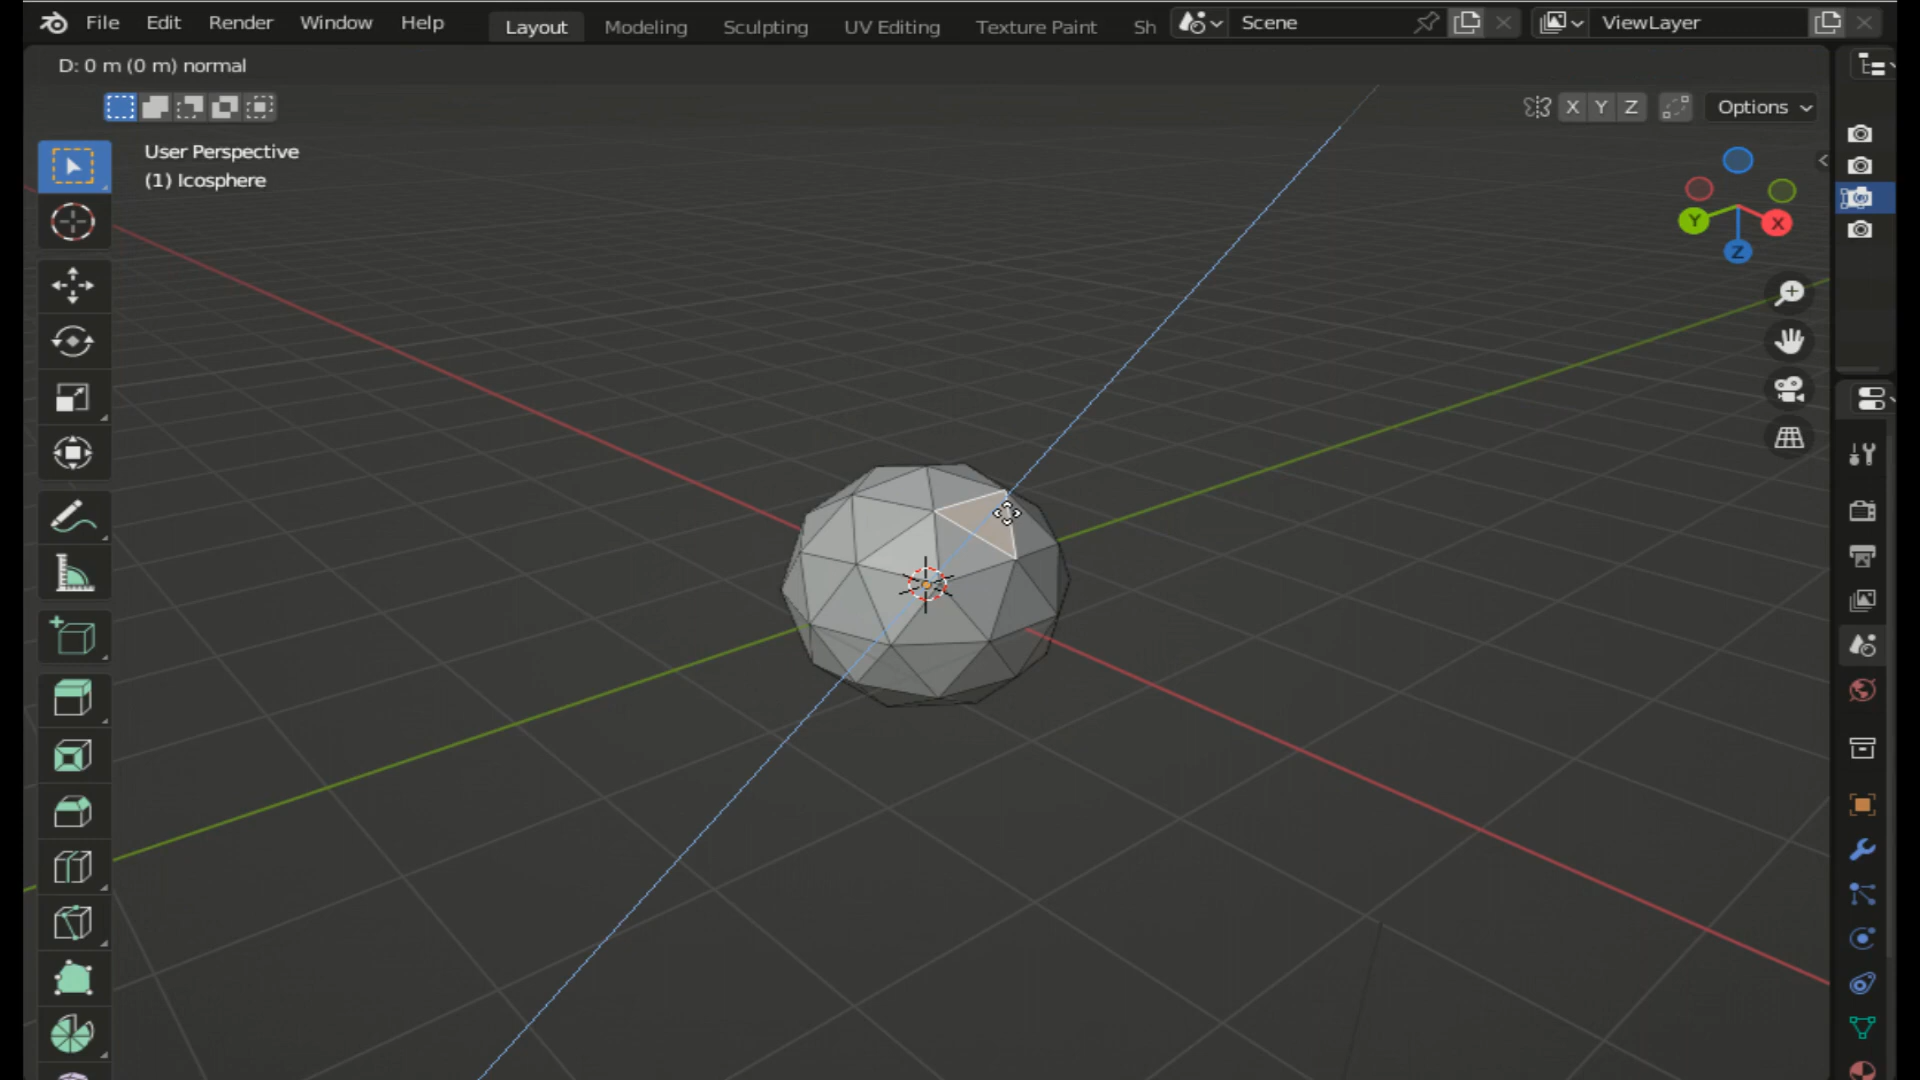 File Edit Render Window Help Layout Modeling Sculpting UV Editing Texture Paint Sh Scene ViewLayer
D: 0 m (0 m) normal
X Y Z Options
User Perspective
(1) Icosphere
Y X
Z